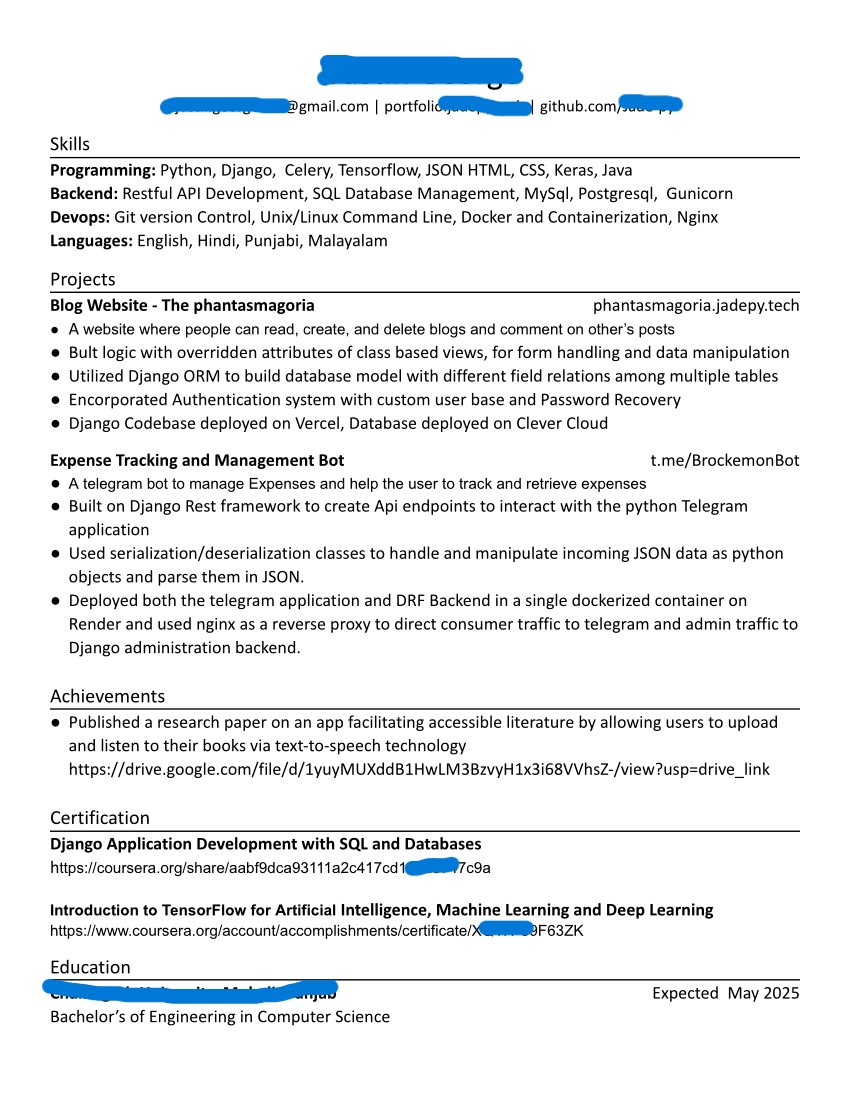 @gmail.com | portfolio. | github.com/
Skills
Programming: Python, Django,  Celery, Tensorflow, JSON HTML, CSS, Keras, Java
Backend: Restful API Development, SQL Database Management, MySql, Postgresql,  Gunicorn
Devops: Git version Control, Unix/Linux Command Line, Docker and Containerization, Nginx
Languages: English, Hindi, Punjabi, Malayalam
Projects
Blog Website - The phantasmagoria phantasmagoria.jadepy.tech
● A website where people can read, create, and delete blogs and comment on other’s posts
● Bult logic with overridden attributes of class based views, for form handling and data manipulation
● Utilized Django ORM to build database model with different field relations among multiple tables
● Encorporated Authentication system with custom user base and Password Recovery
● Django Codebase deployed on Vercel, Database deployed on Clever Cloud
Expense Tracking and Management Bot t.me/BrockemonBot
● A telegram bot to manage Expenses and help the user to track and retrieve expenses
● Built on Django Rest framework to create Api endpoints to interact with the python Telegram
application
● Used serialization/deserialization classes to handle and manipulate incoming JSON data as python
objects and parse them in JSON.
● Deployed both the telegram application and DRF Backend in a single dockerized container on
Render and used nginx as a reverse proxy to direct consumer traffic to telegram and admin traffic to
Django administration backend.
Achievements
● Published a research paper on an app facilitating accessible literature by allowing users to upload
and listen to their books via text-to-speech technology
https://drive.google.com/file/d/1yuyMUXddB1HwLM3BzvyH1x3i68VVhsZ-/view?usp=drive_link
Certification
Django Application Development with SQL and Databases
https://coursera.org/share/aabf9dca93111a2c417cd1 7c9a
Introduction to TensorFlow for Artificial Intelligence, Machine Learning and Deep Learning
https://www.coursera.org/account/accomplishments/certificate/X 9F63ZK
Education
Expected  May 2025
Bachelor’s of Engineering in Computer Science